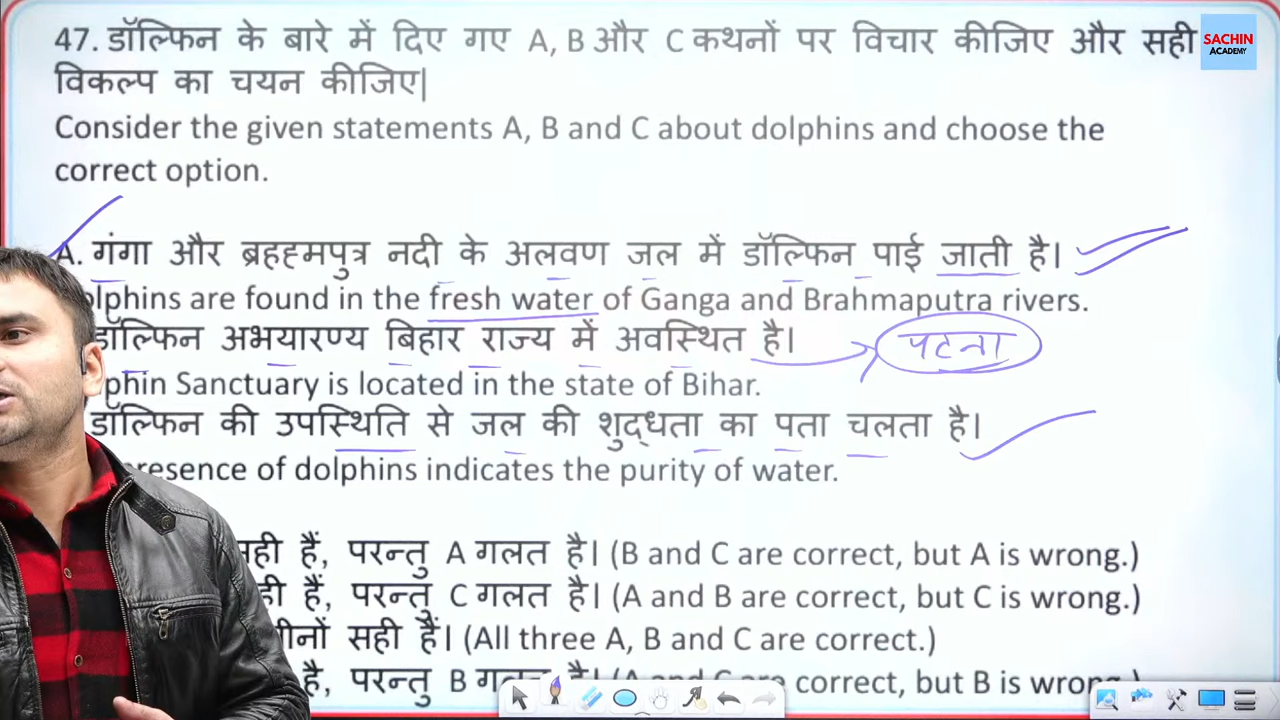 47. डॉल्फिन के बारे में दिए गए A, B और C कथनों पर विचार कीजिए और सही
विकल्प का चयन कीजिए|
SACHIN
ACADEMY
Consider the given statements A, B and C about dolphins and choose the
correct option.
A. गंगा और ब्रहह्मपुत्र नदी के अलवण जल में डॉल्फिन पाई जाती है।
lphins are found in the fresh water of Ganga and Brahmaputra rivers.
डॉल्फिन अभयारण्य बिहार राज्य में अवस्थित है।
पटना
phin Sanctuary is located in the state of Bihar.
डॉल्फिन की उपस्थिति से जल की शुद्धता का पता चलता है।
resence of dolphins indicates the purity of water.
सही हैं, परन्तु A गलत है। (B and C are correct, but A is wrong.)
ही हैं, परन्तु C गलत है। (A and B are correct, but C is wrong.)
तीनों सही हैं। (All three A, B and C are correct.)
है, परन्तु B correct, but B is wrong.)